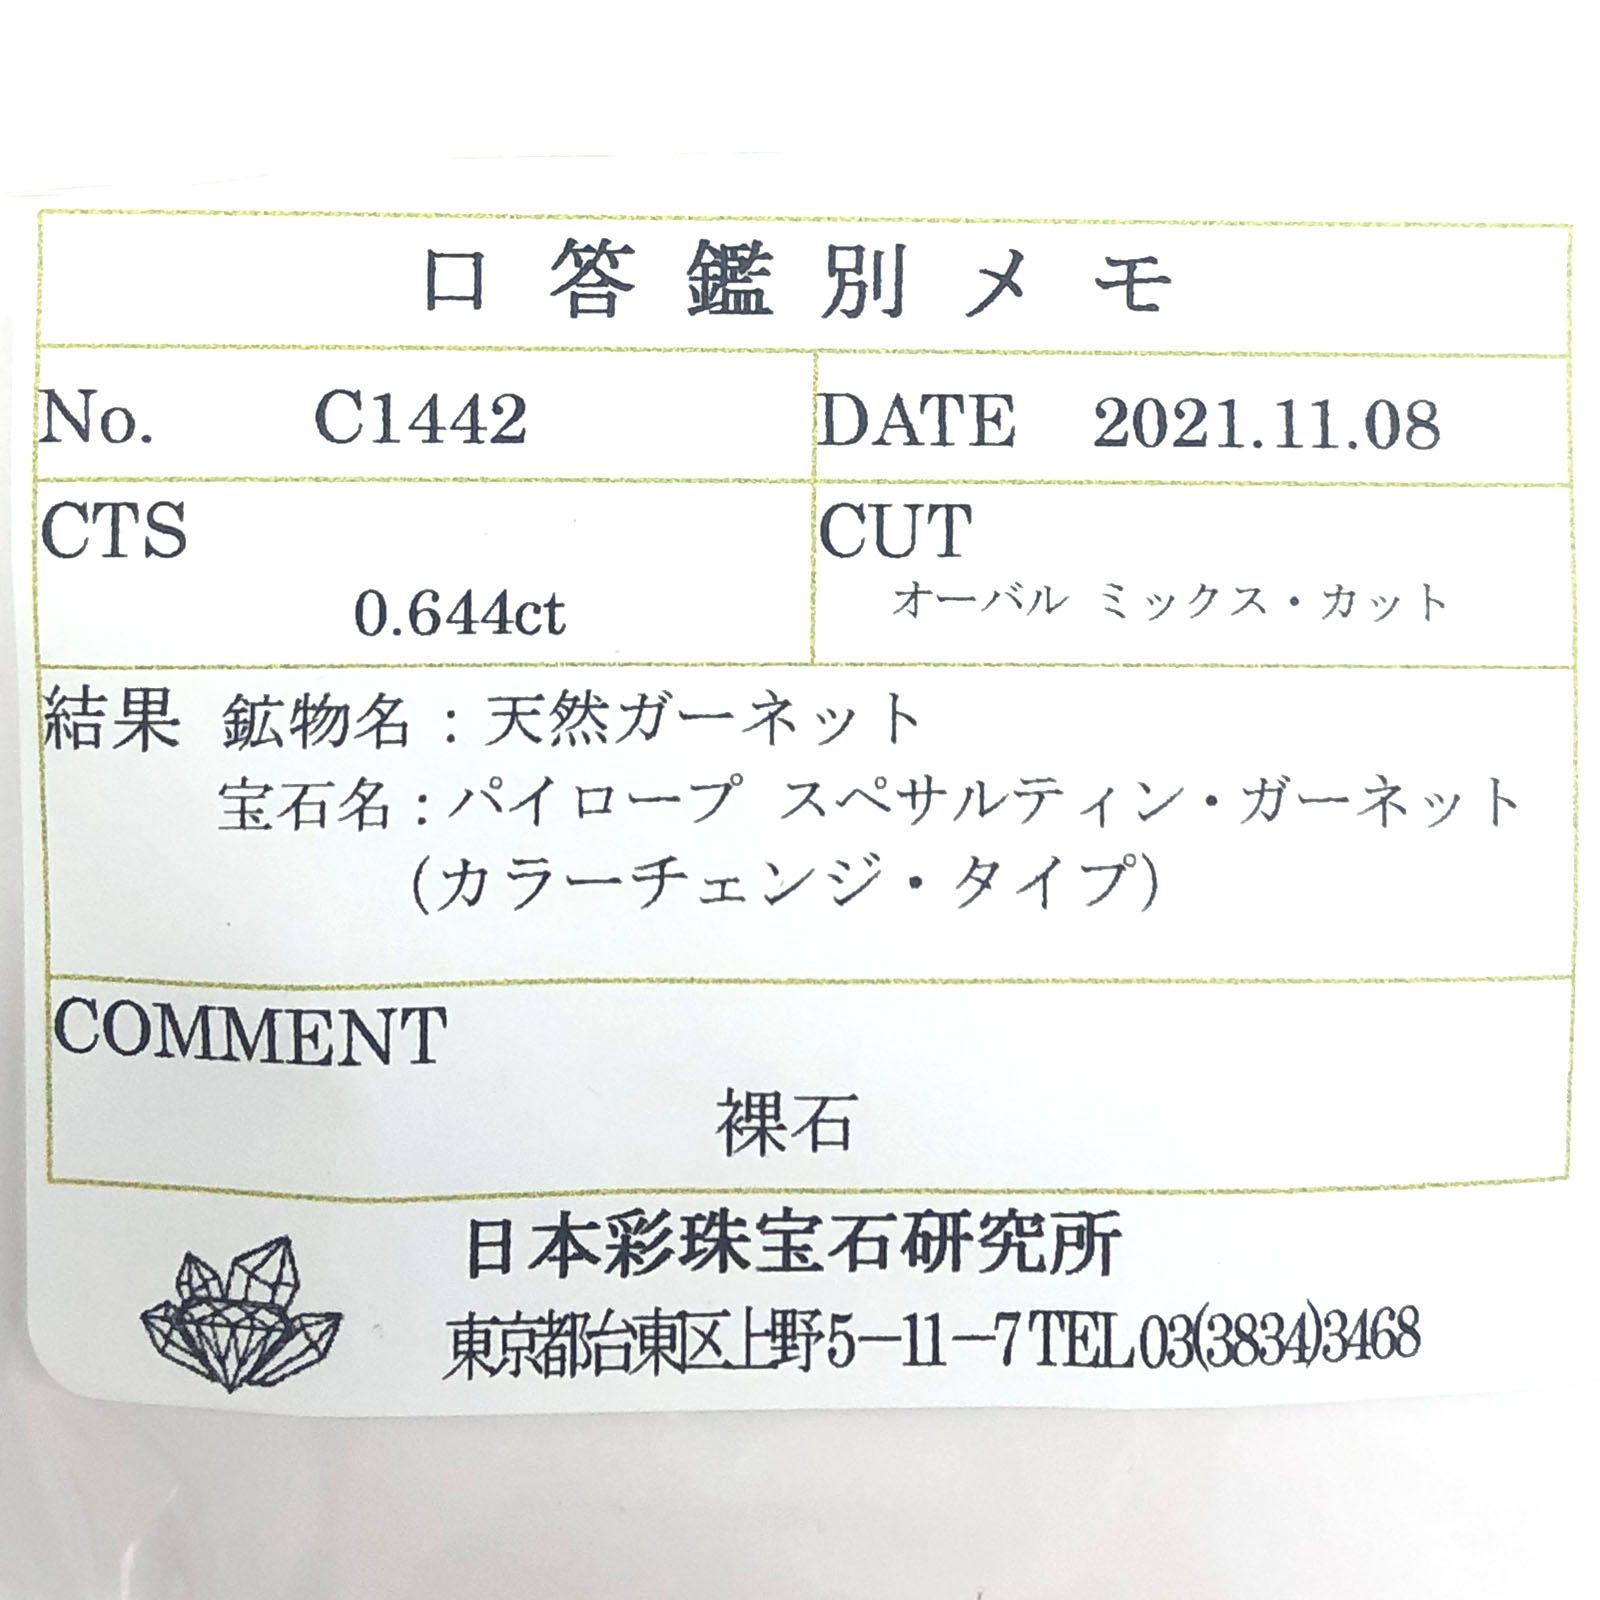 口答鑑別メモ
No. C1442 DATE 2021.11.08
CTS CUT
0.644ct オーバル ミックス・カット
結果 鉱物名：天然ガーネット
宝石名：パイロープ スペサルティン・ガーネット
(カラーチェンジ・タイプ)
COMMENT
裸石
日本彩珠宝石研究所
東京都台東区上野5−11−7 TEL 03(3834)3468